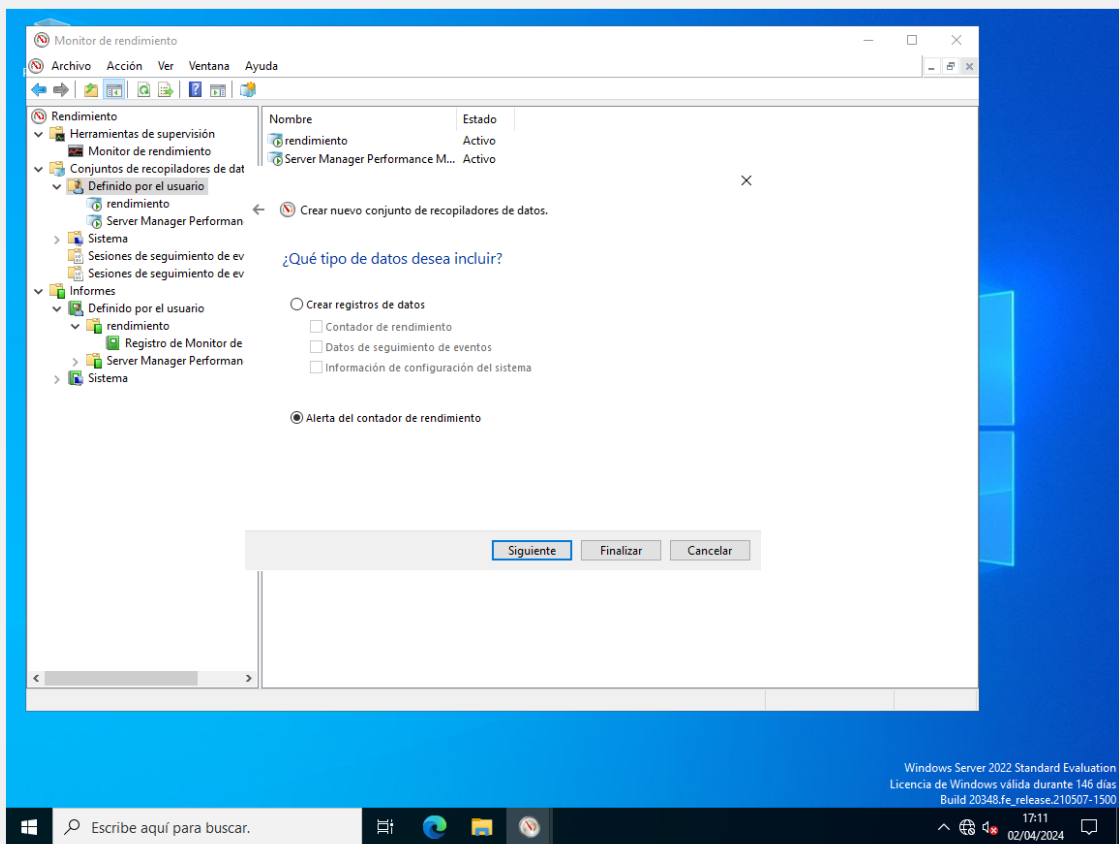 Monitor de rendimiento
Archivo Acción Ver Ventana Ayuda
Rendimiento
Herramientas de supervisión
Monitor de rendimiento
Conjuntos de recopiladores de dat
Definido por el usuario
rendimiento
Server Manager Performan
Sistema
Sesiones de seguimiento de ev
Sesiones de seguimiento de ev
Informes
Definido por el usuario
rendimiento
Registro de Monitor de
Server Manager Performan
Sistema
Nombre Estado
rendimiento Activo
Server Manager Performance M... Activo
Crear nuevo conjunto de recopiladores de datos.
¿Qué tipo de datos desea incluir?
Crear registros de datos
Contador de rendimiento
Datos de seguimiento de eventos
Información de configuración del sistema
Alerta del contador de rendimiento
Siguiente Finalizar Cancelar
Windows Server 2022 Standard Evaluation
Licencia de Windows válida durante 146 días
Build 20348.fe_release.210507-1500
Escribe aquí para buscar.
17:11
02/04/2024